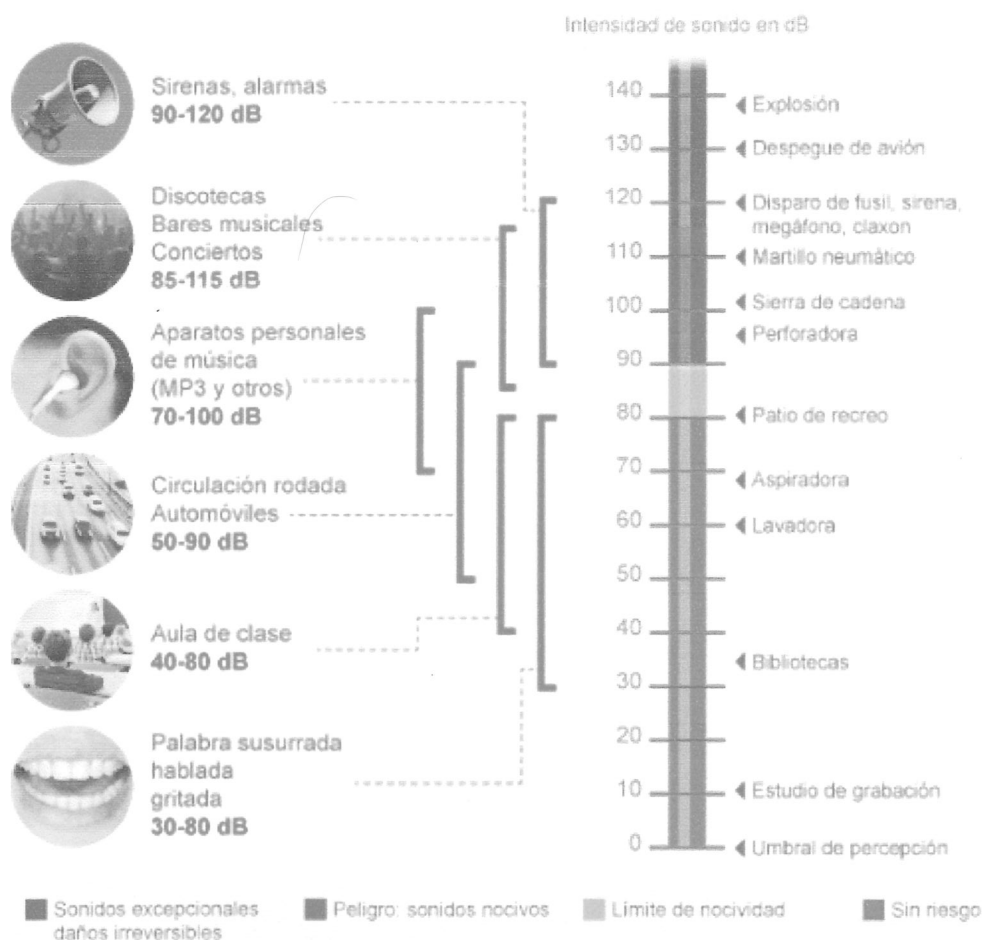 Intensidad de sonido en dB
Sirenas, alarmas
90-120 dB
Discotecas
Bares musicales
Conciertos
85-115 dB
Aparatos personales
de música
(MP3 y otros)
70-100 dB
Circulación rodada
Automóviles
50-90 dB
Aula de clase
40-80 dB
Palabra susurrada
hablada
gritada
30-80 dB
140
130
120
110
100
90
80
70
60
50
40
30
20
10
0
Explosión
Despegue de avión
Disparo de fusil, sirena,
megáfono, claxon
Martillo neumático
Sierra de cadena
Perforadora
Patio de recreo
Aspiradora
Lavadora
Bibliotecas
Estudio de grabación
Umbral de percepción
Sonidos excepcionales
daños irreversibles
Peligro: sonidos nocivos
Límite de nocividad
Sin riesgo